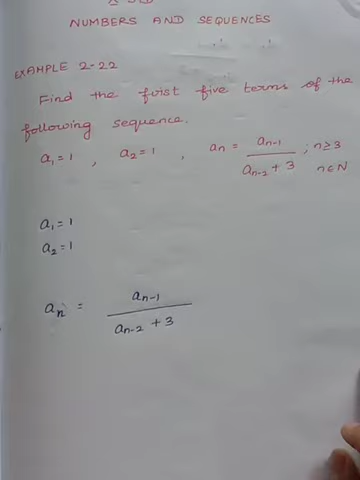 NUMBERS AND SEQUENCES
EXAMPLE 2-22
Find the first five terms of the
following sequence.
a₁ = 1 , a₂ = 1 , aₙ = aₙ₋₁ / aₙ₋₂ + 3 ; n ≥ 3 n ∈ N
a₁ = 1
a₂ = 1
aₙ = aₙ₋₁ / aₙ₋₂ + 3